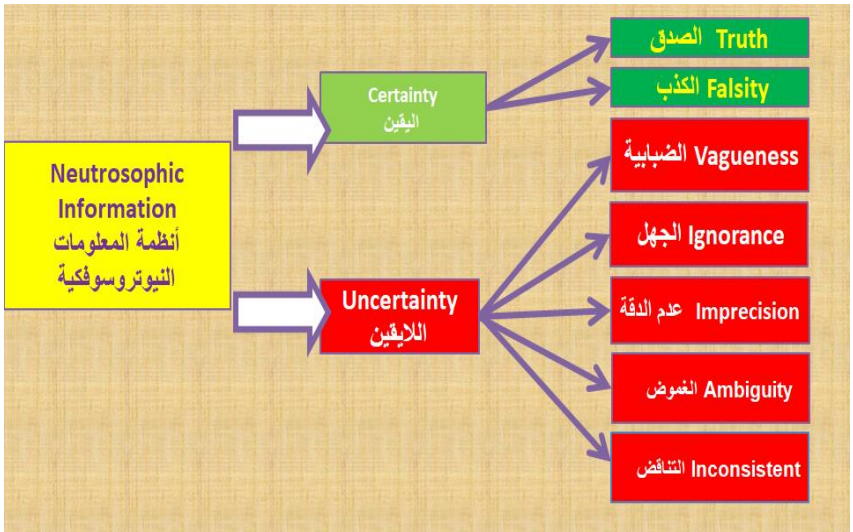 Neutrosophic
Information
أنظمة المعلومات
النيوتروسوفكية
Certainty
اليقين
Uncertainty
اللايقين
الصدق Truth
الكذب Falsity
الضبابية Vagueness
الجهل Ignorance
عدم الدقة Imprecision
الغموض Ambiguity
التناقض Inconsistent